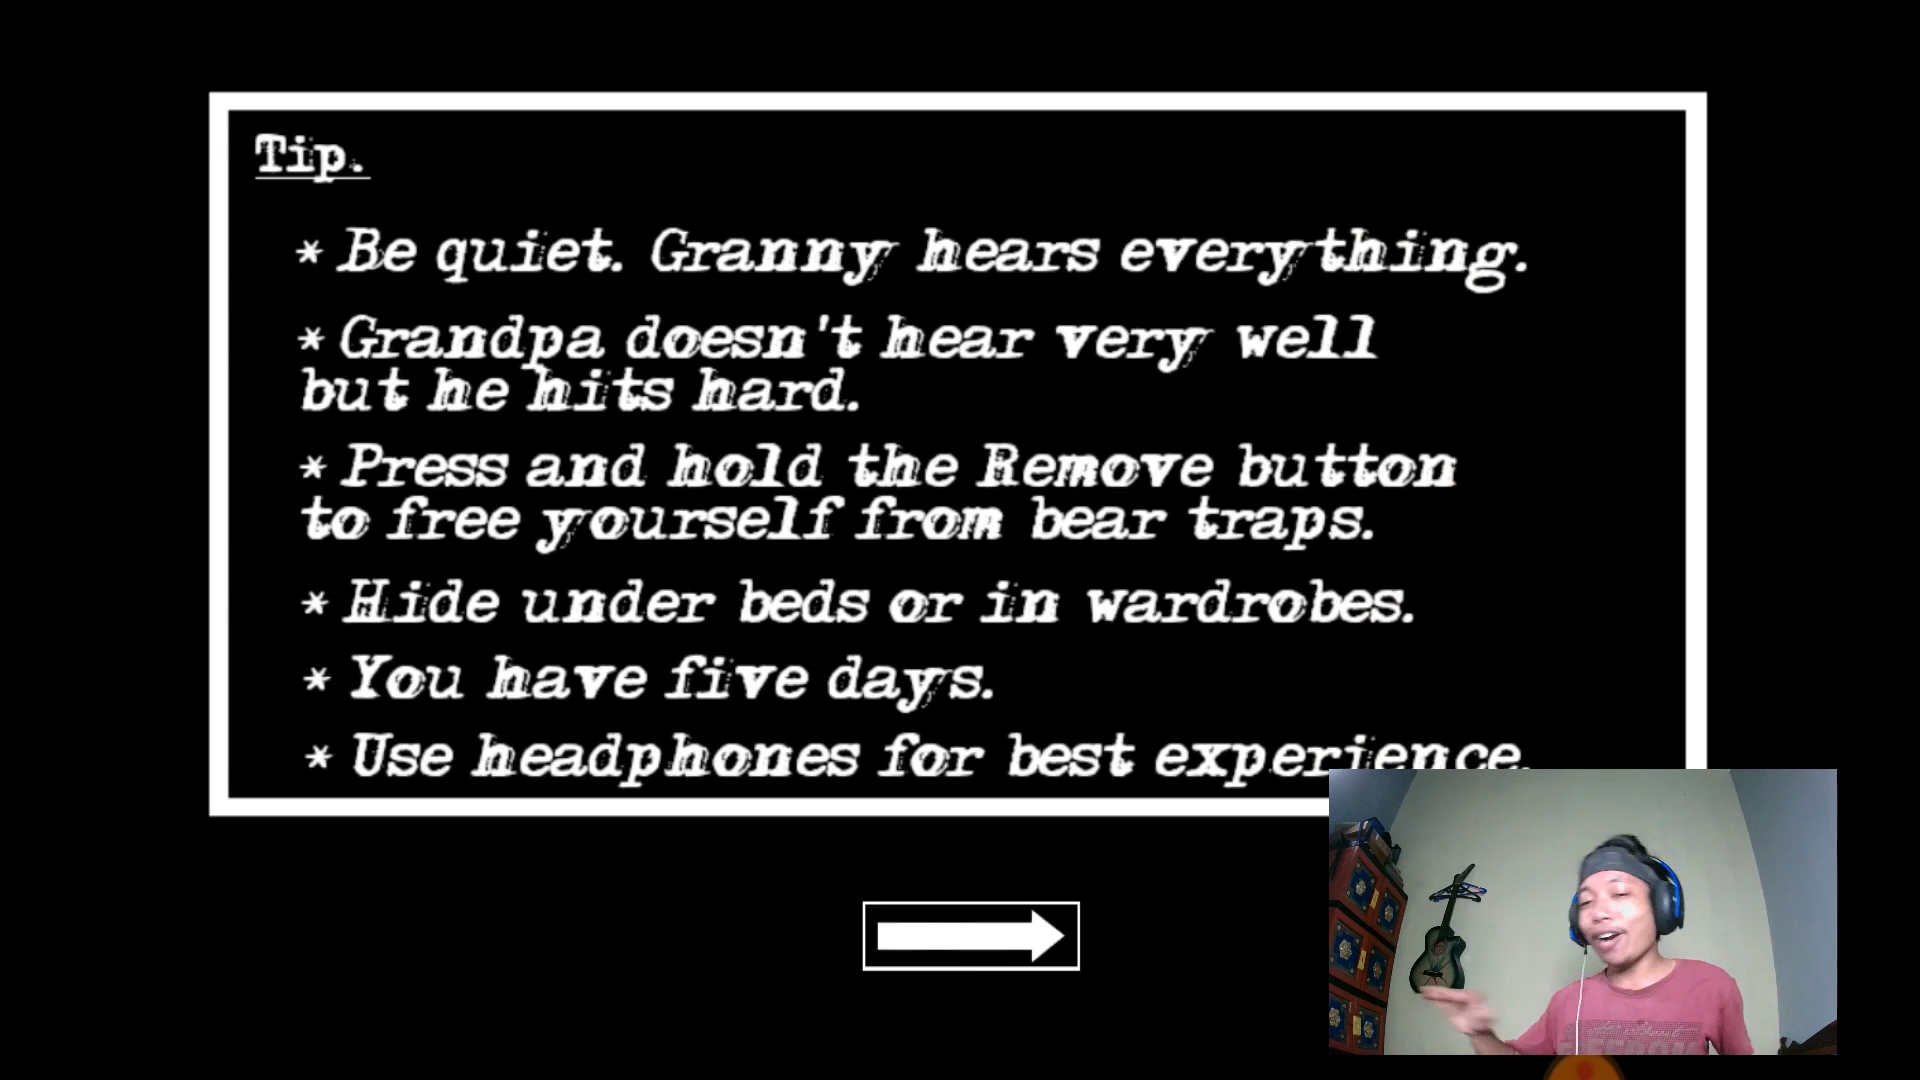 Tip.
* Be quiet. Granny hears everything.
* Grandpa doesn't hear very well
but he hits hard.
* Press and hold the Remove button
to free yourself from bear traps.
* Hide under beds or in wardrobes.
* You have five days.
* Use headphones for best experience.